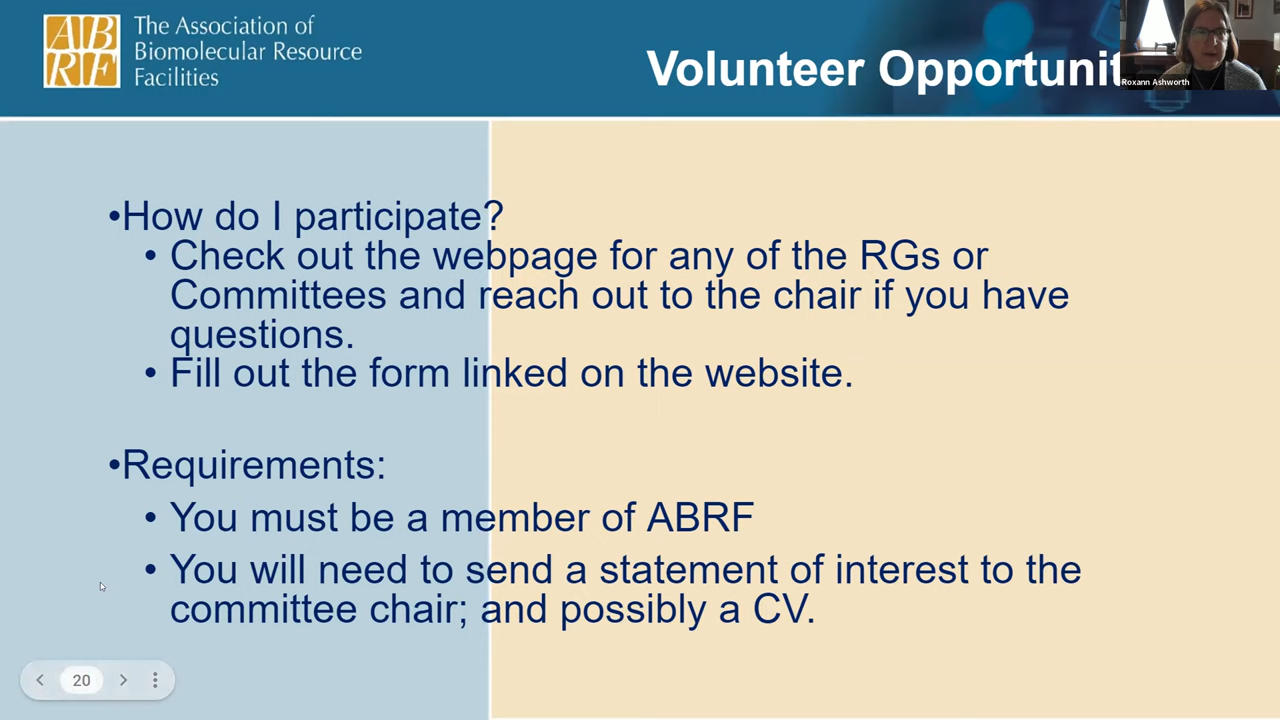 The Association of
Biomolecular Resource
Facilities
ABRF
Volunteer Opportunit
Roxann Ashworth
•How do I participate?
• Check out the webpage for any of the RGs or
Committees and reach out to the chair if you have
questions.
• Fill out the form linked on the website.
•Requirements:
• You must be a member of ABRF
• You will need to send a statement of interest to the
committee chair; and possibly a CV.
20